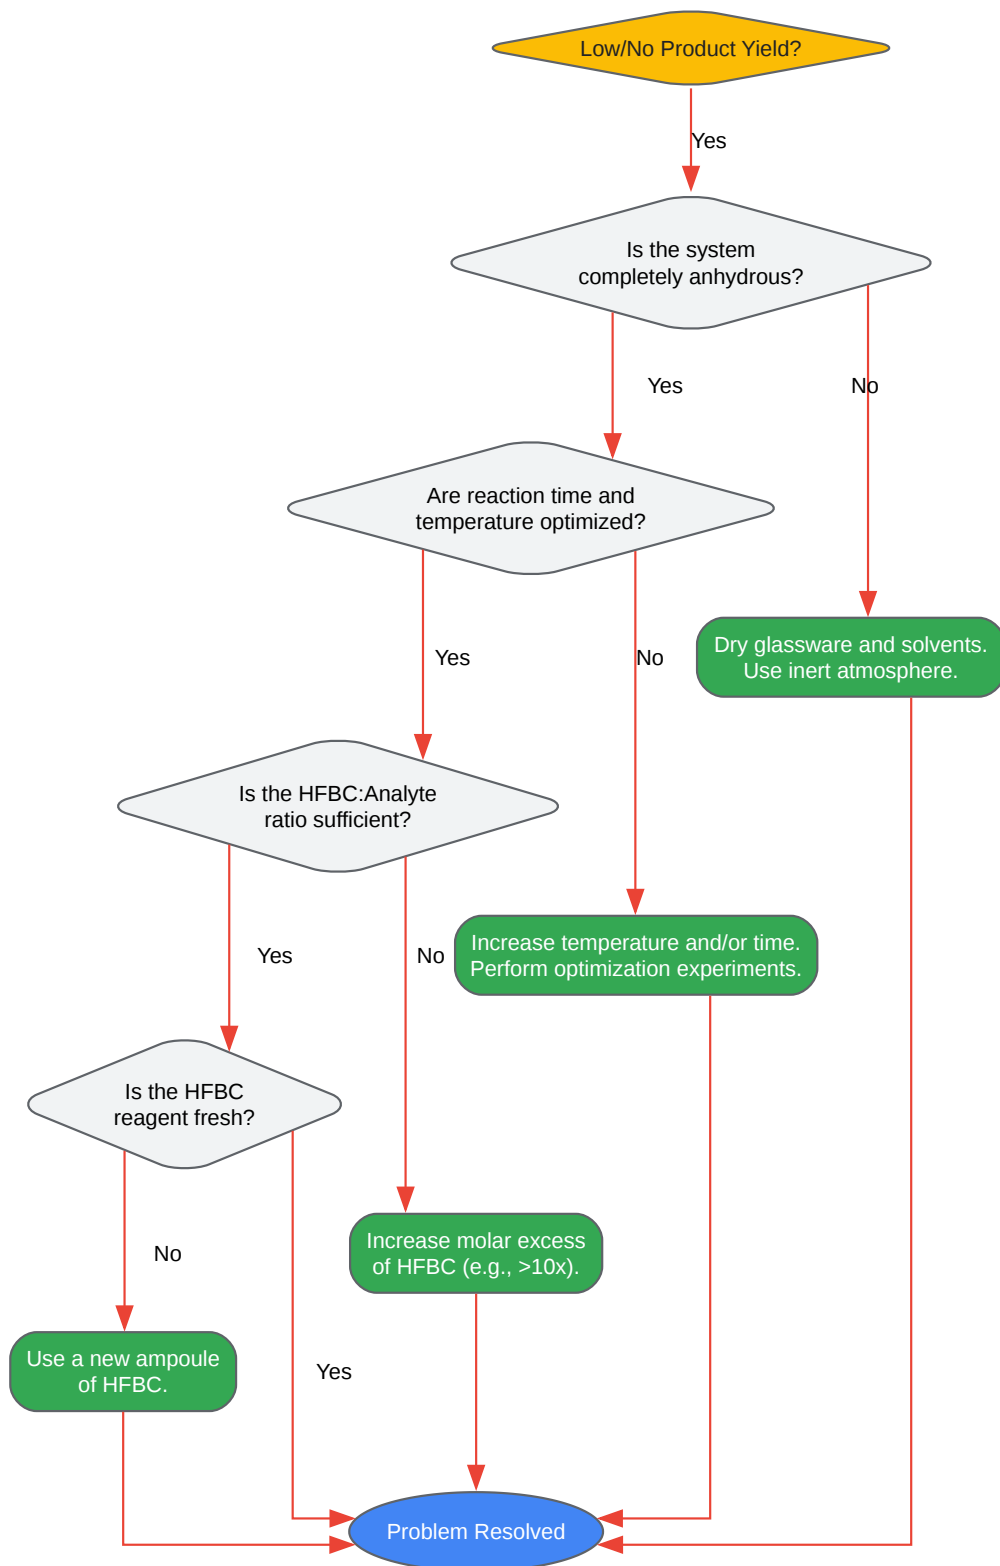 Low/No Product Yield?
Yes
Is the system
completely anhydrous?
Yes
No
Are reaction time and
temperature optimized?
Yes
No
Dry glassware and solvents.
Use inert atmosphere.
Is the HFBC:Analyte
ratio sufficient?
Yes
No
Increase temperature and/or time.
Perform optimization experiments.
Is the HFBC
reagent fresh?
No
Increase molar excess
of HFBC (e.g., >10x).
Use a new ampoule
of HFBC.
Yes
Problem Resolved